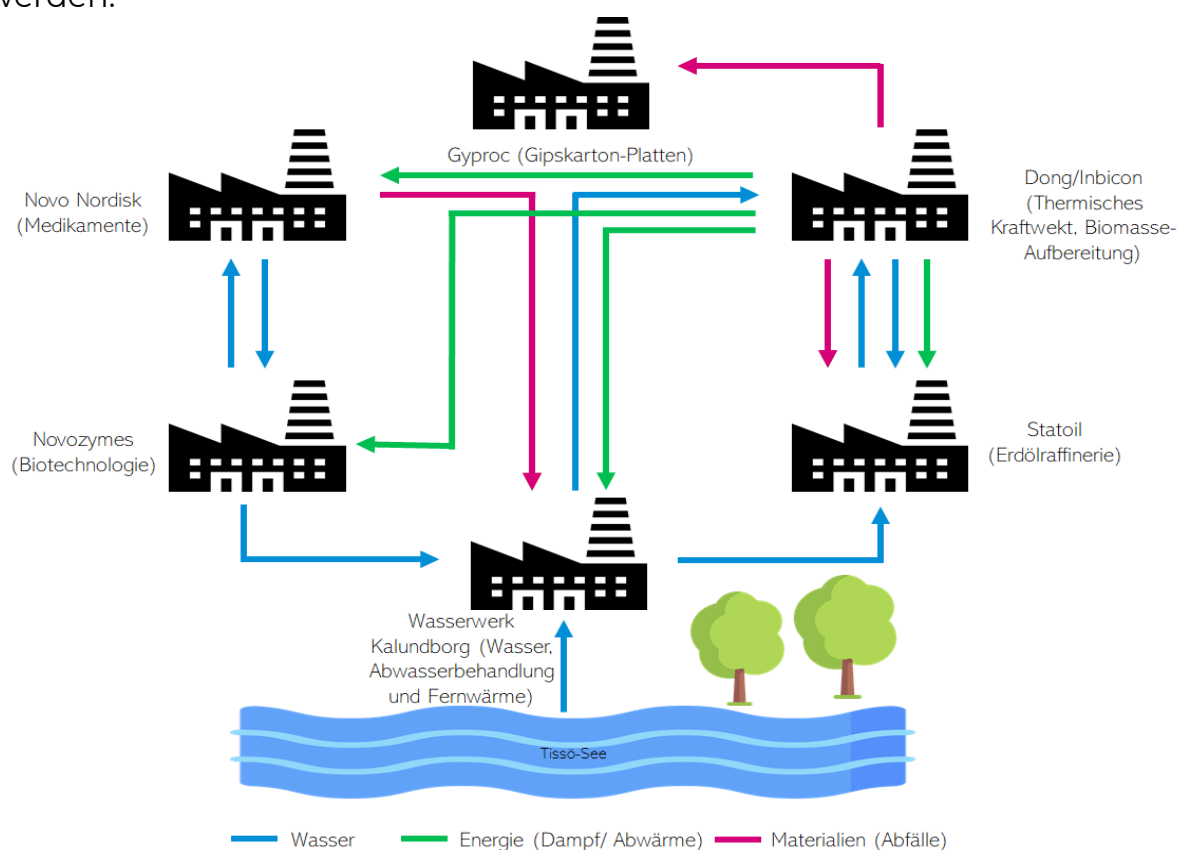 werden.
Gyproc (Gipskarton-Platten)
Novo Nordisk
(Medikamente)
Dong/Inbicon
(Thermisches
Kraftwekt, Biomasse-
Aufbereitung)
Novozymes
(Biotechnologie)
Statoil
(Erdölraffinerie)
Wasserwerk
Kalundborg (Wasser,
Abwasserbehandlung
und Fernwärme)
Tissö-See
Wasser
Energie (Dampf/ Abwärme)
Materialien (Abfälle)